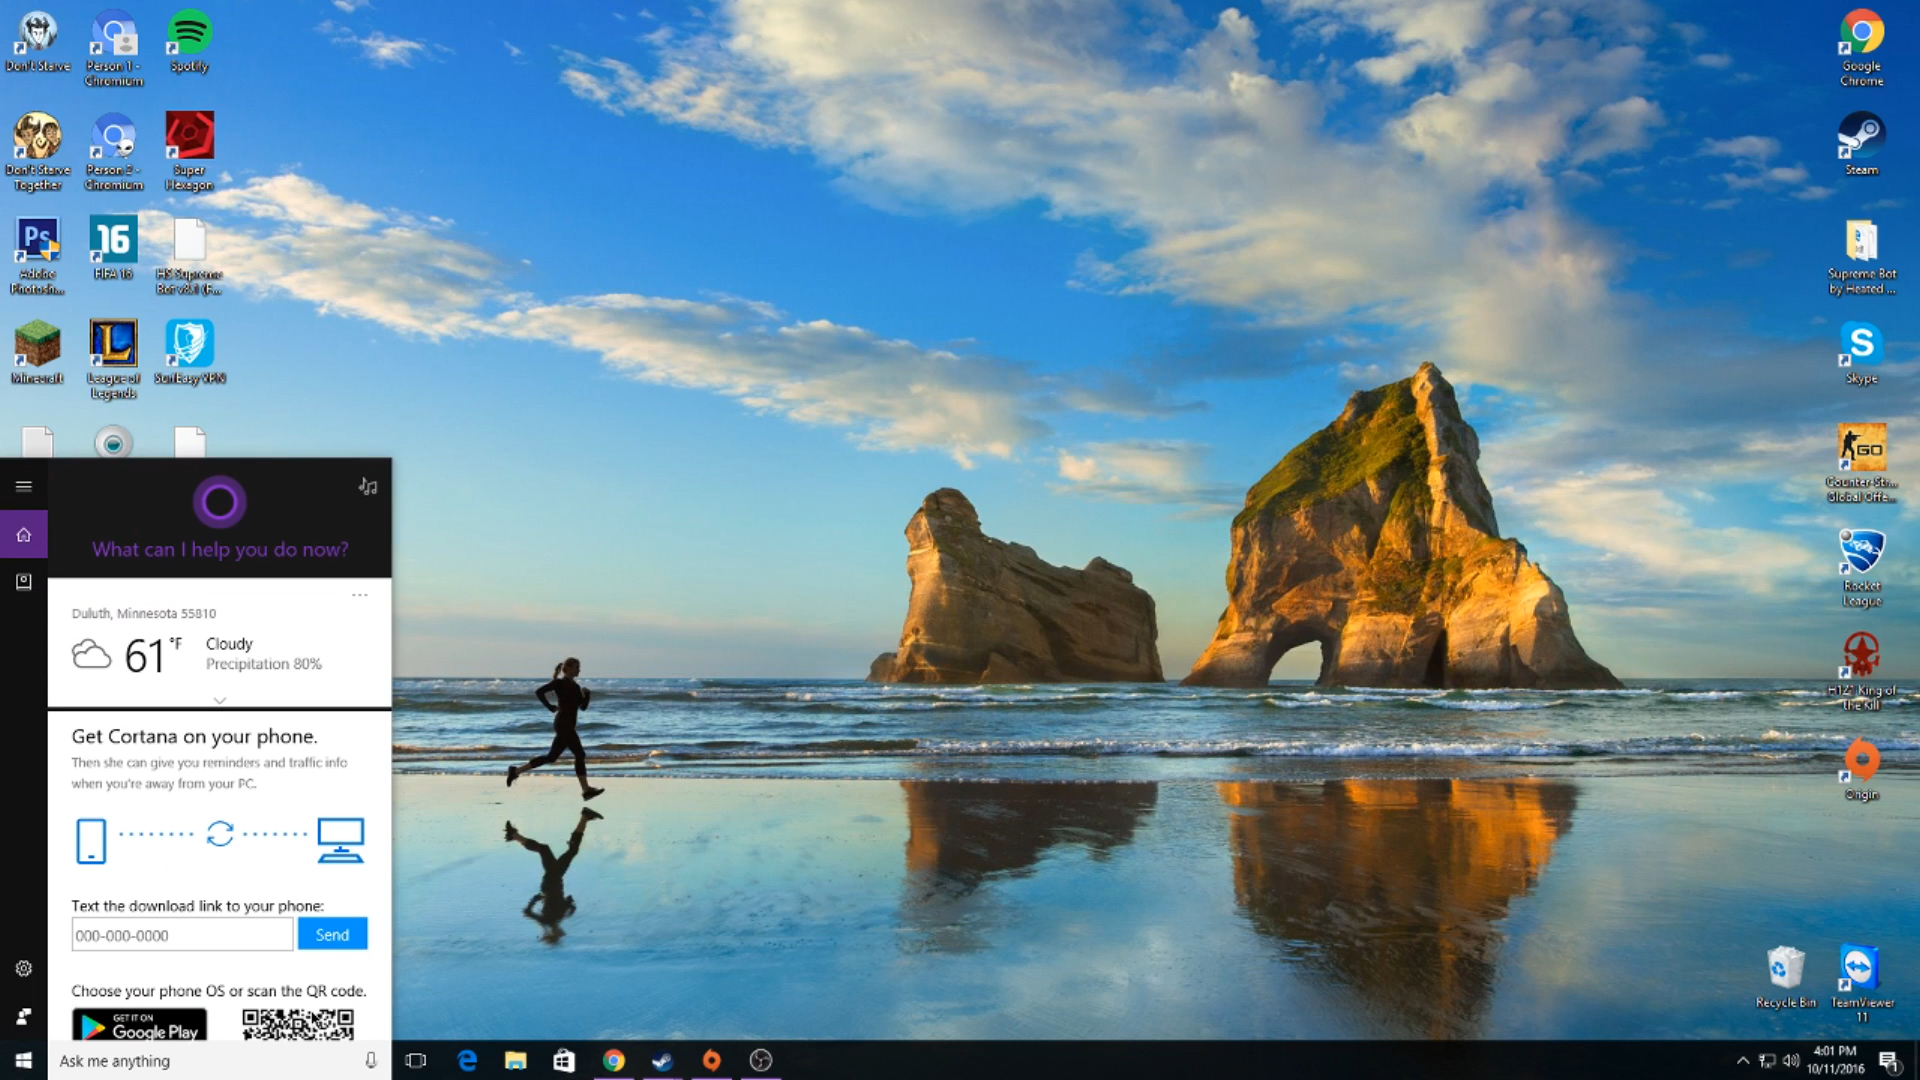 Don't Starve
Person 1 -
Chromium
Spotify
Google
Chrome
Don't Starve
Together
Person 2 -
Chromium
Super
Hexagon
Steam
Ps
Adobe
Photosh...
16
FIFA 16
HS Supreme
Supreme Bot
by Heated ...
Minecraft
L
League of
Legends
SurfEasy VPN
S
Skype
GO
Counter-Str...
Global Offe...
Rocket
League
H1Z1 King of
the Kill
Origin
What can I help you do now?
Duluth, Minnesota 55810
61 °F
Cloudy
Precipitation 80%
Get Cortana on your phone.
Then she can give you reminders and traffic info
when you're away from your PC.
Text the download link to your phone:
000-000-0000
Send
Choose your phone OS or scan the QR code.
GET IT ON
Google Play
Recycle Bin
TeamViewer
11
Ask me anything
4:01 PM
10/11/2016
1